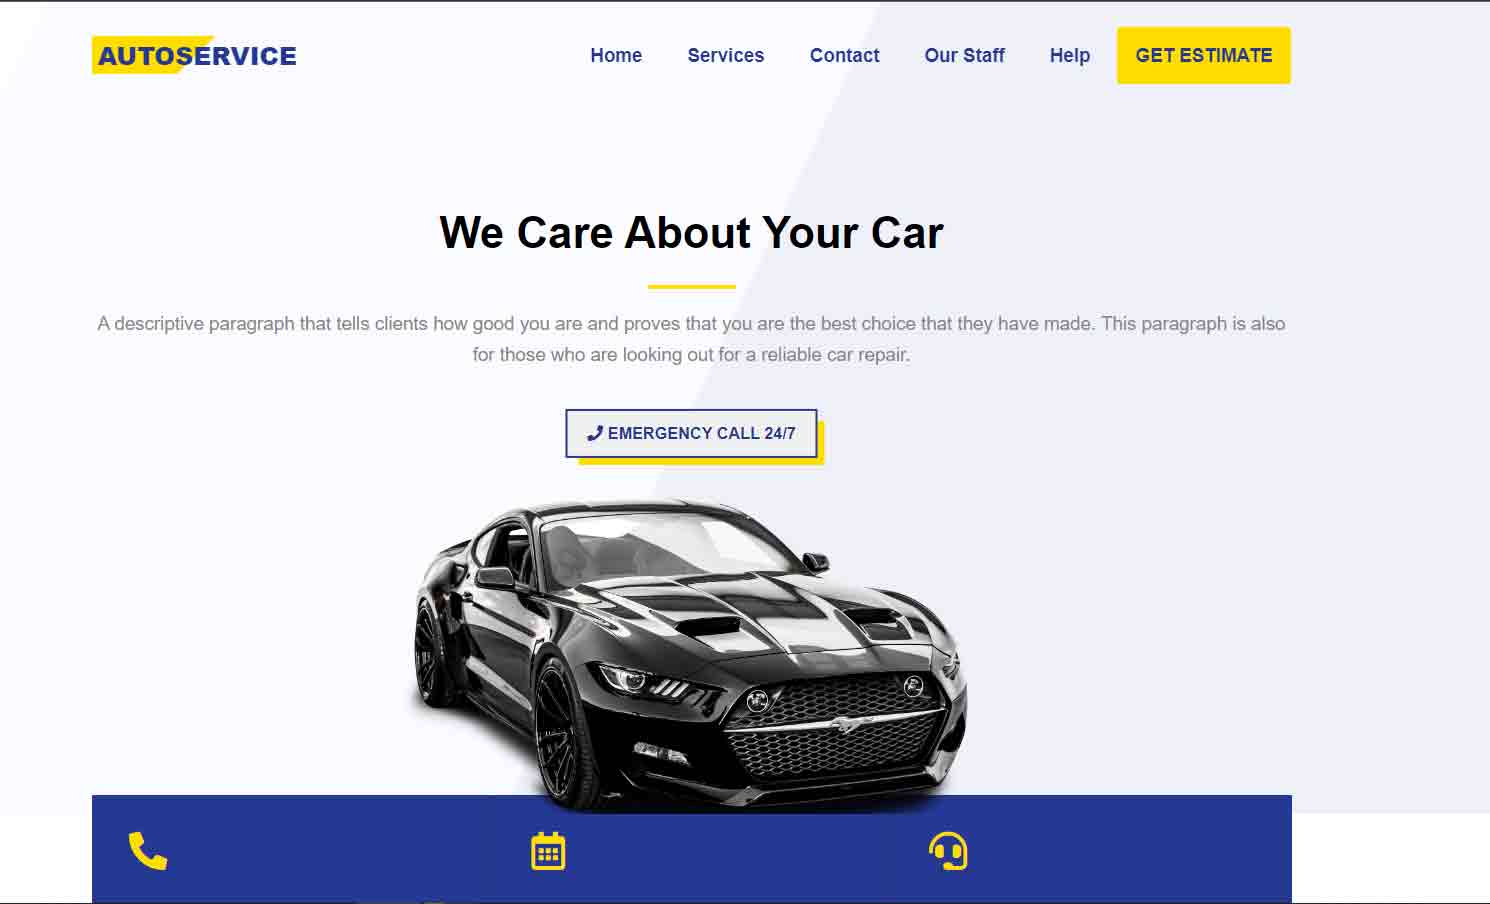 AUTOSERVICE
Home Services Contact Our Staff Help GET ESTIMATE
We Care About Your Car
A descriptive paragraph that tells clients how good you are and proves that you are the best choice that they have made. This paragraph is also
for those who are looking out for a reliable car repair.
EMERGENCY CALL 24/7